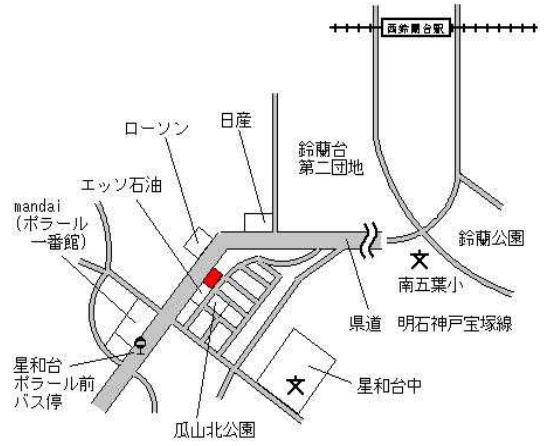 西鈴蘭台駅
日産
ローソン
鈴蘭台
第二団地
エッソ石油
mandai
(ポラール
一番館)
鈴蘭公園
南五葉小
県道 明石神戸宝塚線
星和台
ポラール前
バス停
星和台中
瓜山北公園